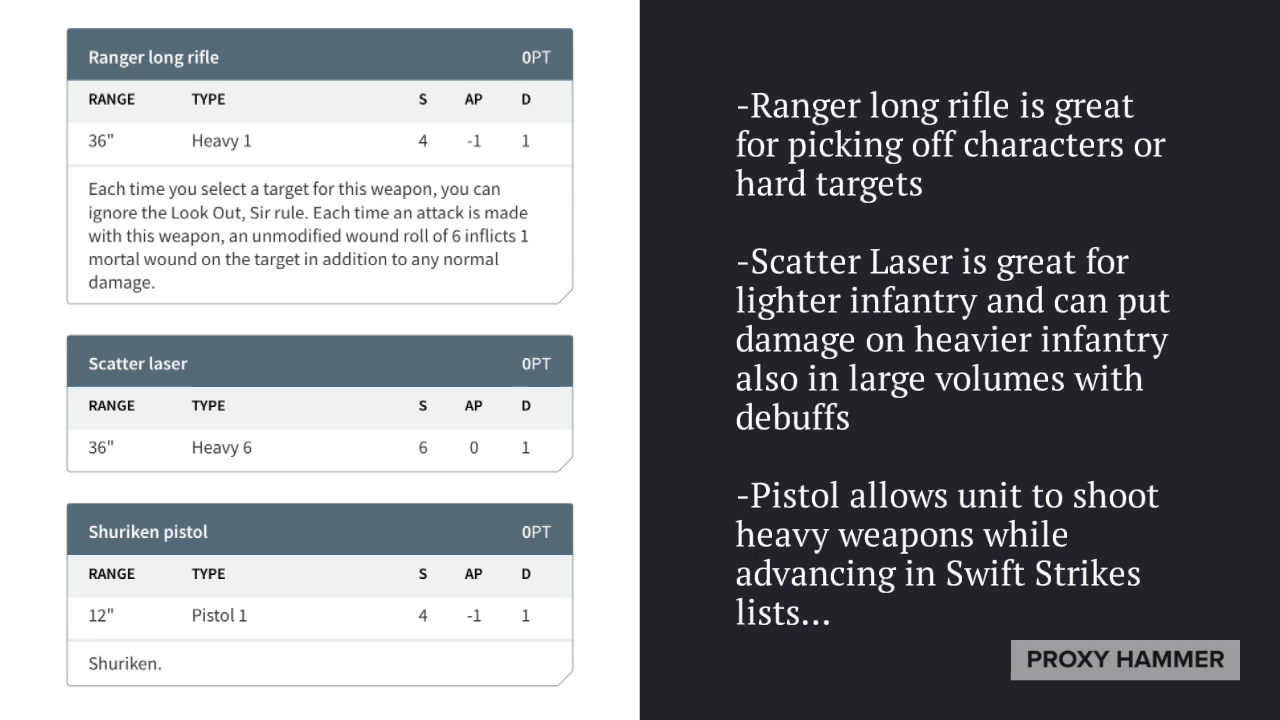 Ranger long rifle 0PT
RANGE TYPE S AP D
36" Heavy 1 4 -1 1
Each time you select a target for this weapon, you can
ignore the Look Out, Sir rule. Each time an attack is made
with this weapon, an unmodified wound roll of 6 inflicts 1
mortal wound on the target in addition to any normal
damage.
Scatter laser 0PT
RANGE TYPE S AP D
36" Heavy 6 6 0 1
Shuriken pistol 0PT
RANGE TYPE S AP D
12" Pistol 1 4 -1 1
Shuriken.
-Ranger long rifle is great
for picking off characters or
hard targets
-Scatter Laser is great for
lighter infantry and can put
damage on heavier infantry
also in large volumes with
debuffs
-Pistol allows unit to shoot
heavy weapons while
advancing in Swift Strikes
lists...
PROXY HAMMER